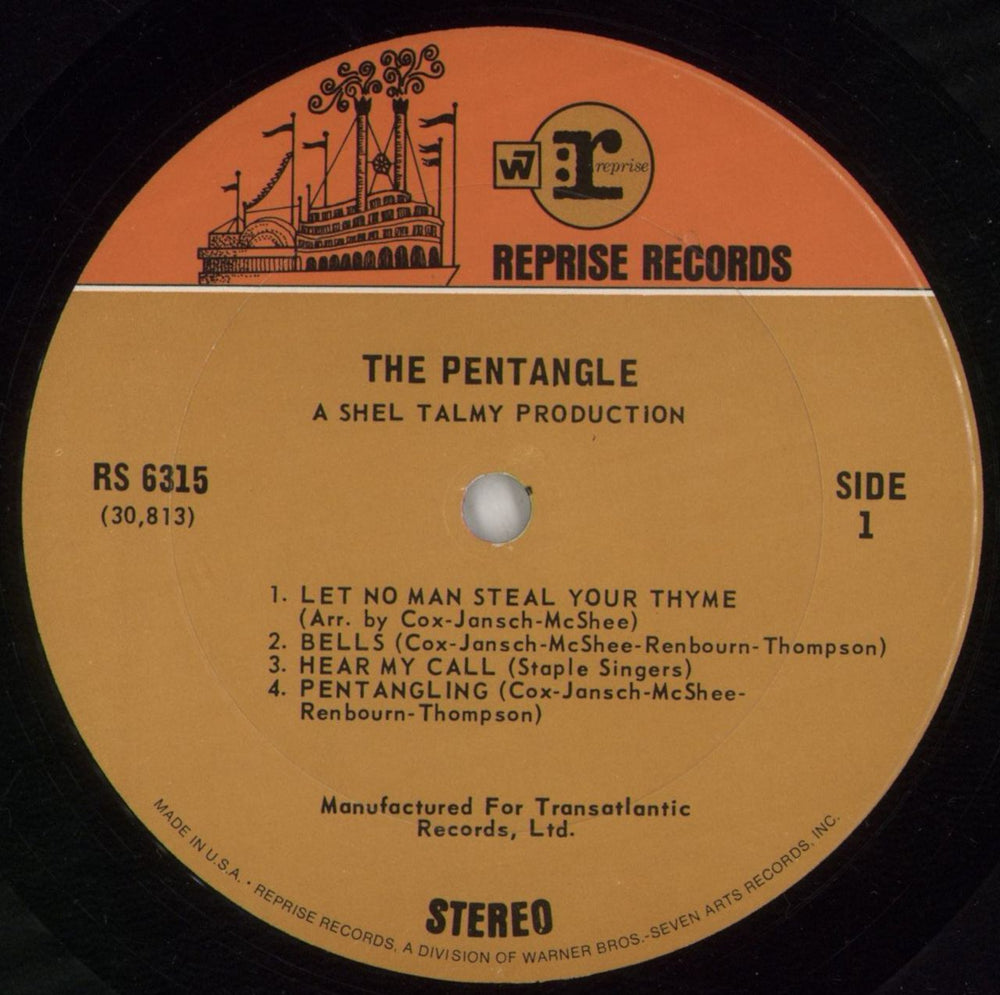 W7 r: reprise
REPRISE RECORDS
THE PENTANGLE
A SHEL TALMY PRODUCTION
RS 6315
(30,813)
SIDE
1
1. LET NO MAN STEAL YOUR THYME
(Arr. by Cox-Jansch-McShee)
2. BELLS (Cox-Jansch-McShee-Renbourn-Thompson)
3. HEAR MY CALL (Staple Singers)
4. PENTANGLING (Cox-Jansch-McShee-
Renbourn-Thompson)
Manufactured For Transatlantic
Records, Ltd.
STEREO
MADE IN U.S.A. • REPRISE RECORDS, A DIVISION OF WARNER BROS.-SEVEN ARTS RECORDS, INC.